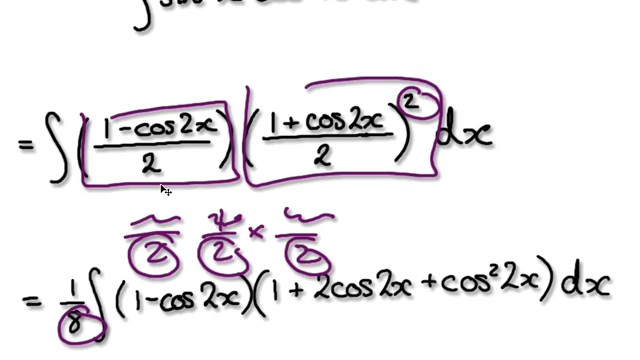 = ∫ ( (1 - cos 2x) / 2 ) ( (1 + cos 2x) / 2 )² dx
2 2 × 2
= 1/8 ∫ (1 - cos 2x)(1 + 2cos 2x + cos² 2x) dx